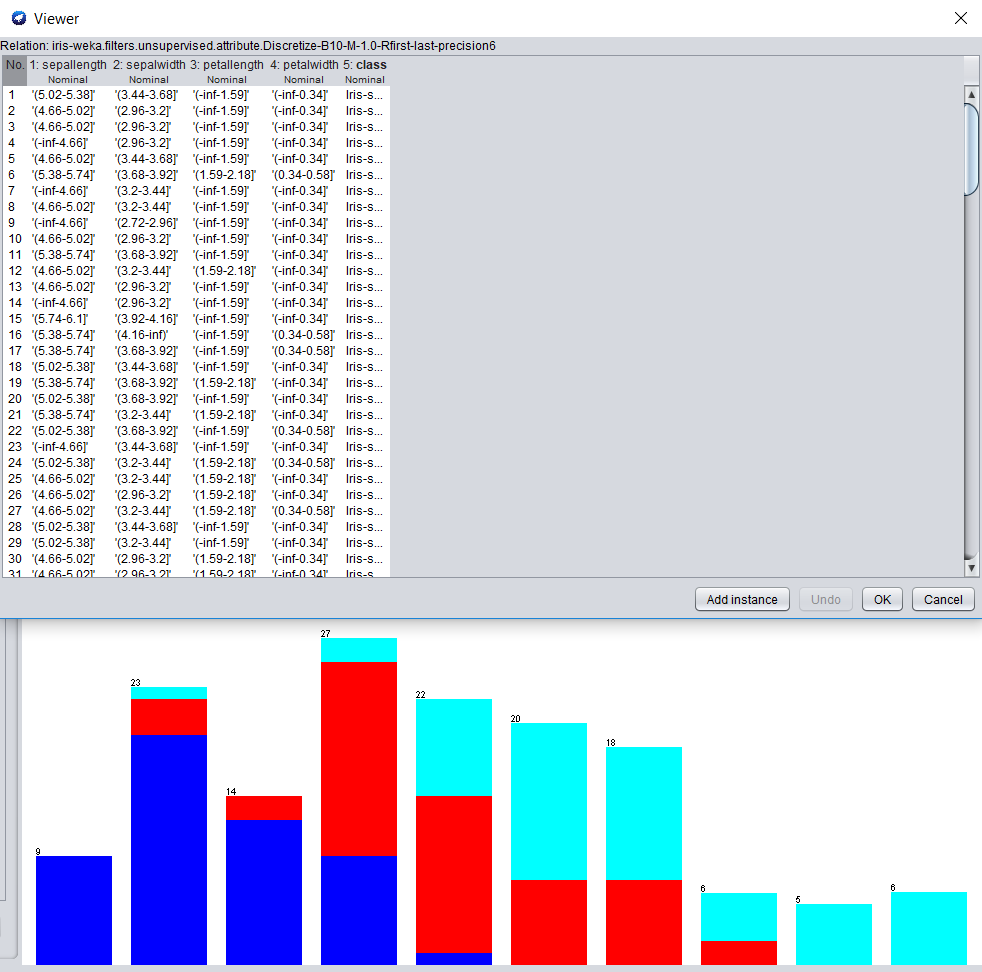 Viewer
Relation: iris-weka.filters.unsupervised.attribute.Discretize-B10-M-1.0-Rfirst-last-precision6
No. 1: sepallength 2: sepalwidth 3: petallength 4: petalwidth 5: class
Nominal Nominal Nominal Nominal Nominal
1 '(5.02-5.38]' '(3.44-3.68]' '(-inf-1.59]' '(-inf-0.34]' Iris-s...
2 '(4.66-5.02]' '(2.96-3.2]' '(-inf-1.59]' '(-inf-0.34]' Iris-s...
3 '(4.66-5.02]' '(2.96-3.2]' '(-inf-1.59]' '(-inf-0.34]' Iris-s...
4 '(-inf-4.66]' '(2.96-3.2]' '(-inf-1.59]' '(-inf-0.34]' Iris-s...
5 '(4.66-5.02]' '(3.44-3.68]' '(-inf-1.59]' '(-inf-0.34]' Iris-s...
6 '(5.38-5.74]' '(3.68-3.92]' '(1.59-2.18]' '(0.34-0.58]' Iris-s...
7 '(-inf-4.66]' '(3.2-3.44]' '(-inf-1.59]' '(-inf-0.34]' Iris-s...
8 '(4.66-5.02]' '(3.2-3.44]' '(-inf-1.59]' '(-inf-0.34]' Iris-s...
9 '(-inf-4.66]' '(2.72-2.96]' '(-inf-1.59]' '(-inf-0.34]' Iris-s...
10 '(4.66-5.02]' '(2.96-3.2]' '(-inf-1.59]' '(-inf-0.34]' Iris-s...
11 '(5.38-5.74]' '(3.68-3.92]' '(-inf-1.59]' '(-inf-0.34]' Iris-s...
12 '(4.66-5.02]' '(3.2-3.44]' '(1.59-2.18]' '(-inf-0.34]' Iris-s...
13 '(4.66-5.02]' '(2.96-3.2]' '(-inf-1.59]' '(-inf-0.34]' Iris-s...
14 '(-inf-4.66]' '(2.96-3.2]' '(-inf-1.59]' '(-inf-0.34]' Iris-s...
15 '(5.74-6.1]' '(3.92-4.16]' '(-inf-1.59]' '(-inf-0.34]' Iris-s...
16 '(5.38-5.74]' '(4.16-inf)' '(-inf-1.59]' '(0.34-0.58]' Iris-s...
17 '(5.38-5.74]' '(3.68-3.92]' '(-inf-1.59]' '(0.34-0.58]' Iris-s...
18 '(5.02-5.38]' '(3.44-3.68]' '(-inf-1.59]' '(-inf-0.34]' Iris-s...
19 '(5.38-5.74]' '(3.68-3.92]' '(1.59-2.18]' '(-inf-0.34]' Iris-s...
20 '(5.02-5.38]' '(3.68-3.92]' '(-inf-1.59]' '(-inf-0.34]' Iris-s...
21 '(5.38-5.74]' '(3.2-3.44]' '(1.59-2.18]' '(-inf-0.34]' Iris-s...
22 '(5.02-5.38]' '(3.68-3.92]' '(-inf-1.59]' '(0.34-0.58]' Iris-s...
23 '(-inf-4.66]' '(3.44-3.68]' '(-inf-1.59]' '(-inf-0.34]' Iris-s...
24 '(5.02-5.38]' '(3.2-3.44]' '(1.59-2.18]' '(0.34-0.58]' Iris-s...
25 '(4.66-5.02]' '(3.2-3.44]' '(1.59-2.18]' '(-inf-0.34]' Iris-s...
26 '(4.66-5.02]' '(2.96-3.2]' '(1.59-2.18]' '(-inf-0.34]' Iris-s...
27 '(4.66-5.02]' '(3.2-3.44]' '(1.59-2.18]' '(0.34-0.58]' Iris-s...
28 '(5.02-5.38]' '(3.44-3.68]' '(-inf-1.59]' '(-inf-0.34]' Iris-s...
29 '(5.02-5.38]' '(3.2-3.44]' '(-inf-1.59]' '(-inf-0.34]' Iris-s...
30 '(4.66-5.02]' '(2.96-3.2]' '(1.59-2.18]' '(-inf-0.34]' Iris-s...
31 '(4.66-5.02]' '(2.96-3.2]' '(1.59-2.18]' '(-inf-0.34]' Iris-s...
Add instance Undo OK Cancel
27
23
22
20
18
14
9
6
5
6